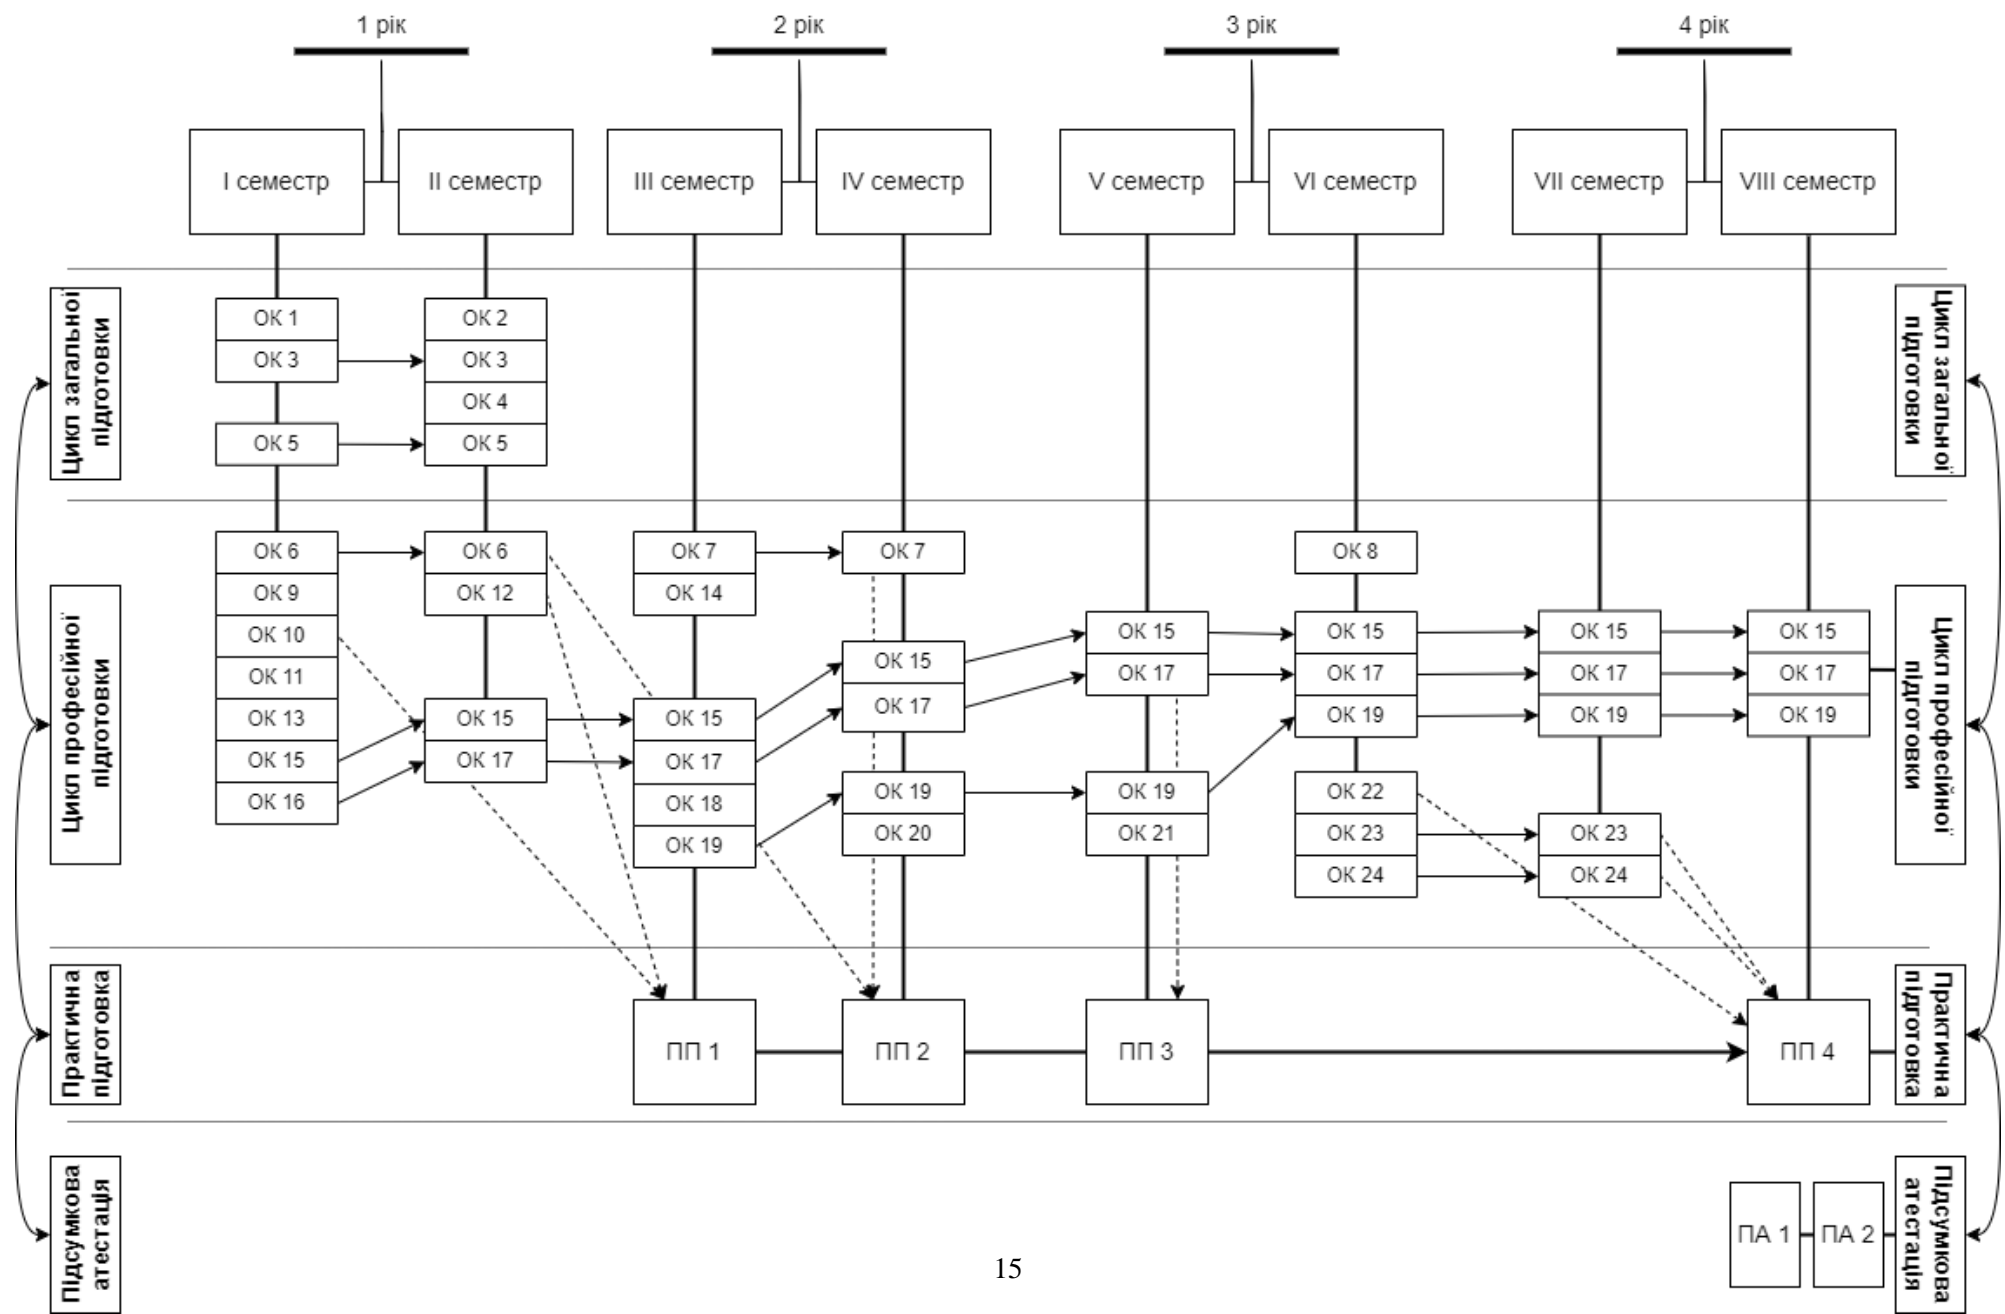 1 рік
2 рік
3 рік
4 рік
I семестр
II семестр
III семестр
IV семестр
V семестр
VI семестр
VII семестр
VIII семестр
Цикл загальної
підготовки
ОК 1
ОК 3
ОК 5
ОК 2
ОК 3
ОК 4
ОК 5
Цикл загальної
підготовки
Цикл професійної
підготовки
ОК 6
ОК 9
ОК 10
ОК 11
ОК 13
ОК 15
ОК 16
ОК 6
ОК 12
ОК 15
ОК 17
ОК 7
ОК 14
ОК 15
ОК 17
ОК 18
ОК 19
ОК 7
ОК 15
ОК 17
ОК 19
ОК 20
ОК 15
ОК 17
ОК 19
ОК 21
ОК 8
ОК 15
ОК 17
ОК 19
ОК 22
ОК 23
ОК 24
ОК 15
ОК 17
ОК 19
ОК 23
ОК 24
ОК 15
ОК 17
ОК 19
Цикл професійної
підготовки
Практична
підготовка
ПП 1
ПП 2
ПП 3
ПП 4
Практична
підготовка
Підсумкова
атестація
ПА 1
ПА 2
Підсумкова
атестація
15